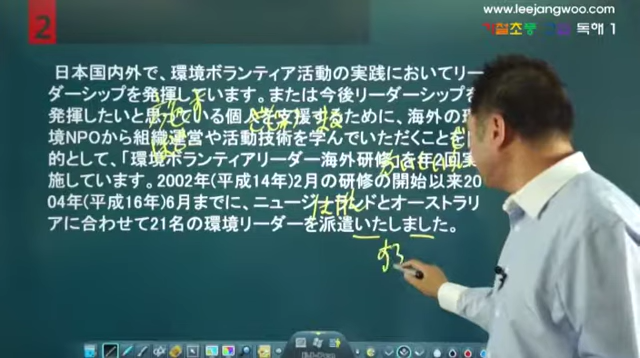 www.leejangwoo.com
독해 1
2
日本国内外で、環境ボランティア活動の実践においてリー
ダーシップを発揮しています。または今後リーダーシップを
発揮したいと思っている個人を支援するために、海外の環
境NPOから組織運営や活動技術を学んでいただくことを目
的として、「環境ボランティアリーダー海外研修」を年2回実
施しています。2002年(平成14年)2月の研修の開始以来20
04年(平成16年)6月までに、ニュージーランドとオーストラリ
アに合わせて21名の環境リーダーを派遣いたしました。
はけん
する